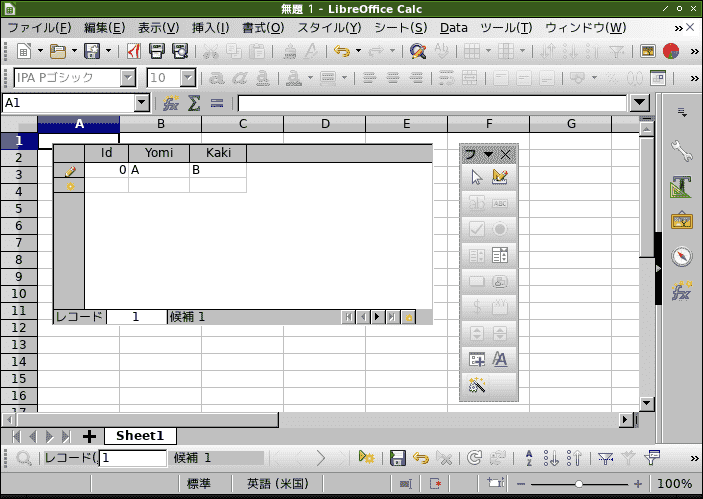 無題 1 - LibreOffice Calc
ファイル(F) 編集(E) 表示(V) 挿入(I) 書式(O) スタイル(Y) シート(S) Data ツール(T) ウィンドウ(W) »
»
IPA Pゴシック 10 »
A1
A B C D E F G
1
2
3
4
5
6
7
8
9
10
11
12
13
14
15
16
17
Id Yomi Kaki
0 A B
レコード 1 候補 1
フ
ABC
Sheet1
レコード(. 1 候補 1 »
標準 英語 (米国) 100%